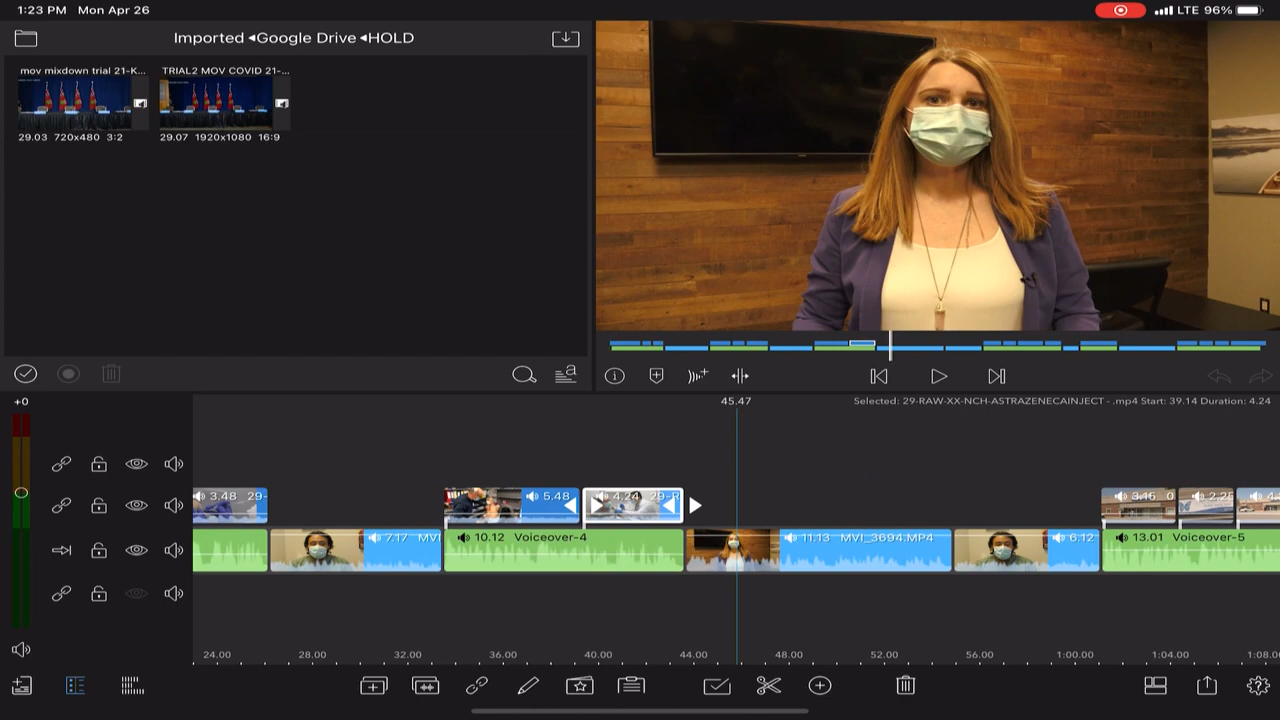 1:23 PM Mon Apr 26
LTE 96%
Imported ◂Google Drive ◂HOLD
mov mixdown trial 21-K...
TRIAL2 MOV COVID 21-...
29.03 720x480 3:2
29.07 1920x1080 16:9
+0
45.47
Selected: 29-RAW-XX-NCH-ASTRAZENECAINJECT - .mp4 Start: 39.14 Duration: 4.24
3.48 29-
5.48
4.24 29-R
3.16 0
2.25
4.
7.17 MVI
10.12 Voiceover-4
11.13 MVI_3694.MP4
6.12
13.01 Voiceover-5
24.00 28.00 32.00 36.00 40.00 44.00 48.00 52.00 56.00 1:00.00 1:04.00 1:08.0